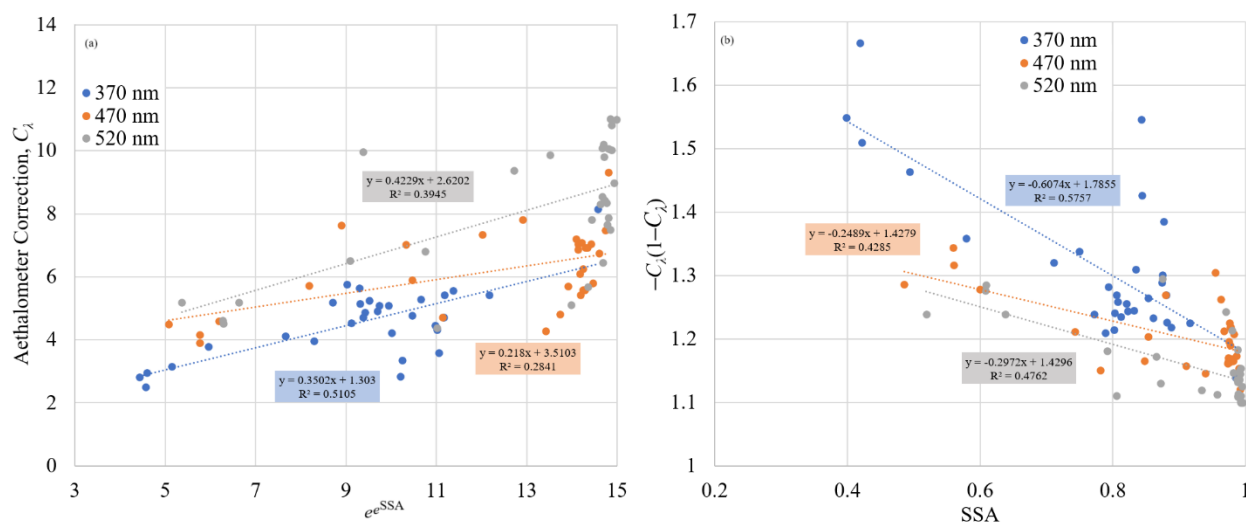 (a)
370 nm
470 nm
520 nm
14
12
10
8
6
4
2
0
Aethalometer Correction, Cλ
y = 0.4229x + 2.6202
R² = 0.3945
y = 0.218x + 3.5103
R² = 0.2841
y = 0.3502x + 1.303
R² = 0.5105
3 5 7 9 11 13 15
e^e^SSA
(b)
370 nm
470 nm
520 nm
1.7
1.6
1.5
1.4
1.3
1.2
1.1
1
−Cλ(1−Cλ)
y = -0.6074x + 1.7855
R² = 0.5757
y = -0.2489x + 1.4279
R² = 0.4285
y = -0.2972x + 1.4296
R² = 0.4762
0.2 0.4 0.6 0.8 1
SSA